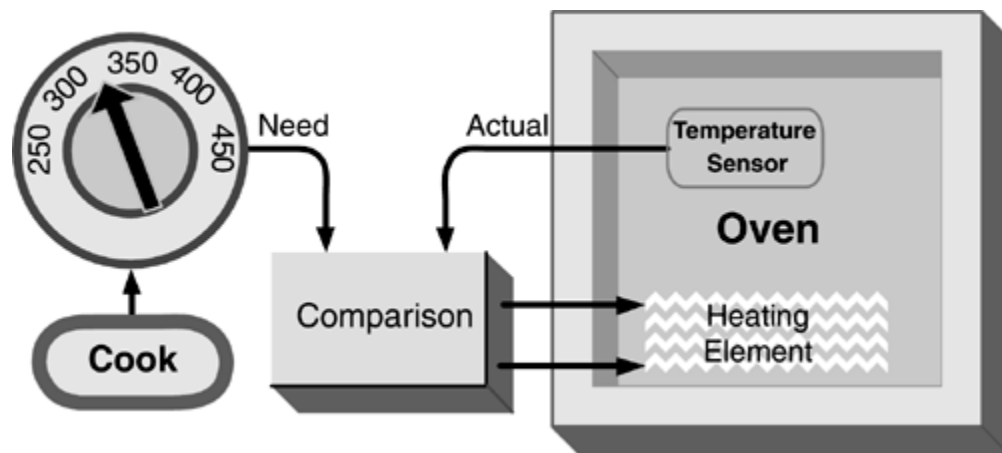 250
300
350
400
450
Need
Actual
Temperature
Sensor
Oven
Cook
Comparison
Heating
Element